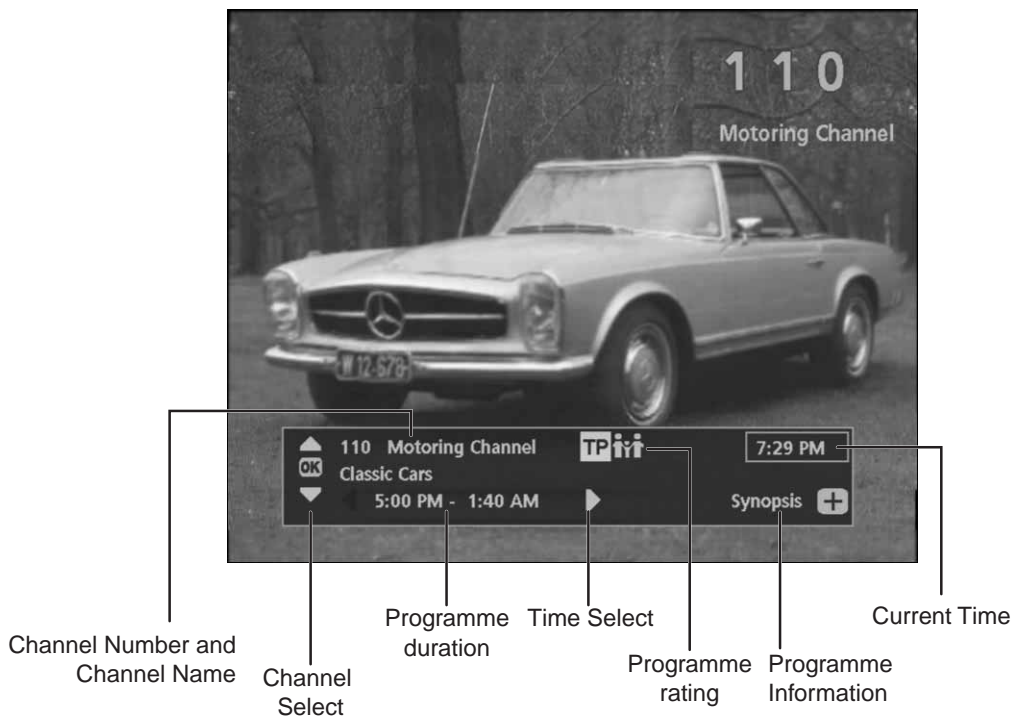 1 1 0
Motoring Channel
W 12-678
110 Motoring Channel
TP
7:29 PM
OK
Classic Cars
5:00 PM - 1:40 AM
Synopsis +
Channel Number and
Channel Name
Channel
Select
Programme
duration
Time Select
Programme
rating
Programme
Information
Current Time